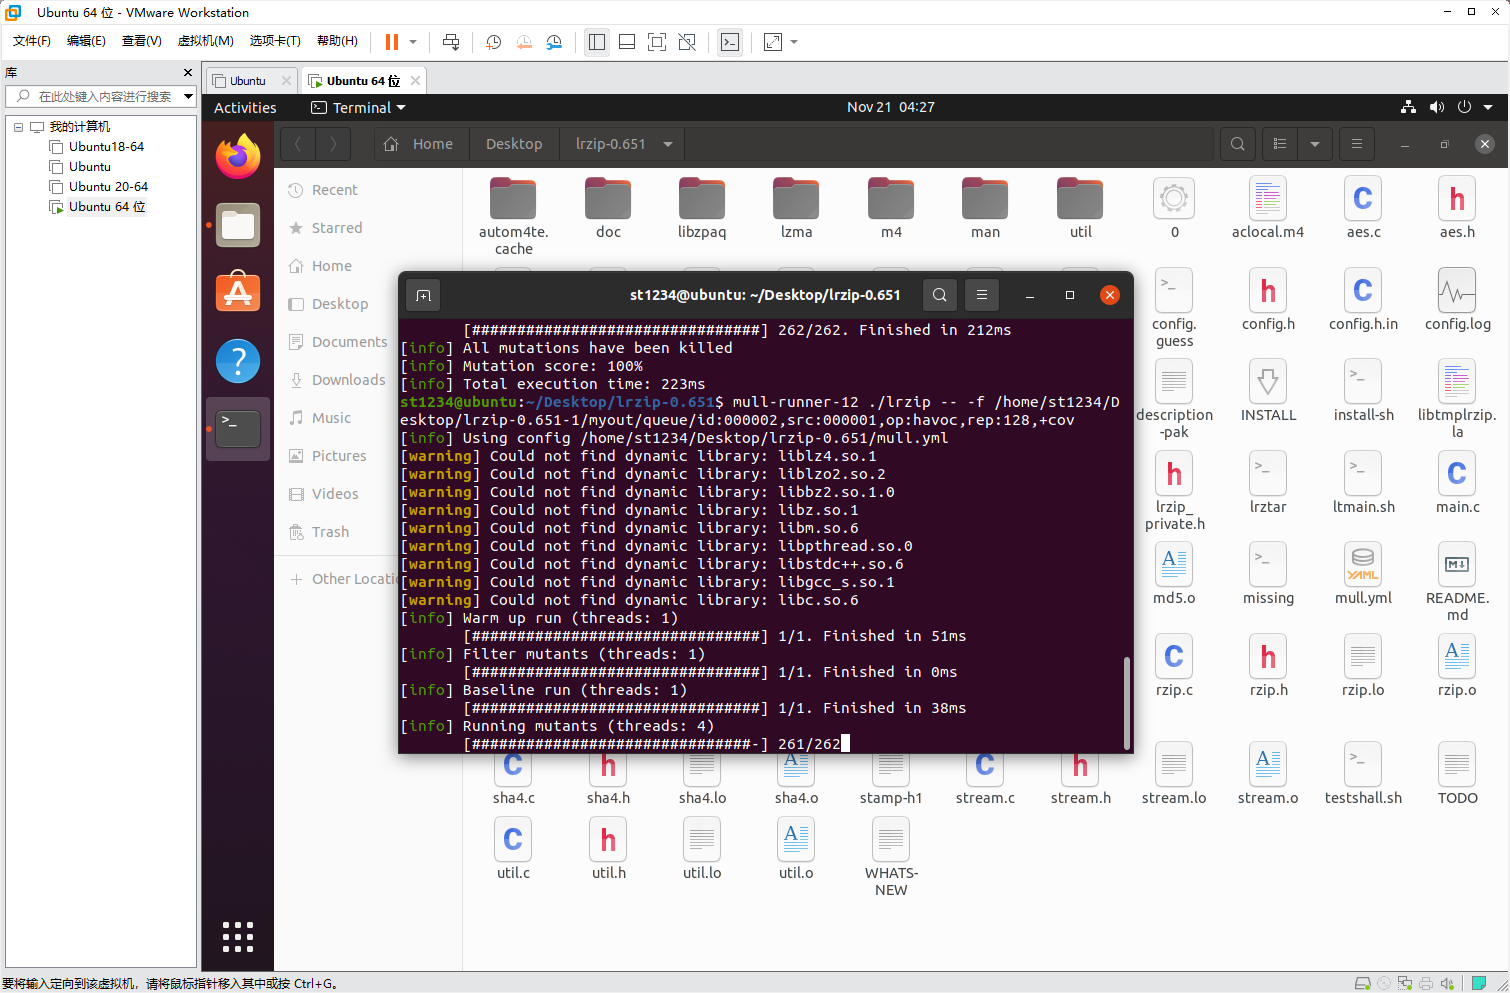 Ubuntu 64 位 - VMware Workstation
文件(F) 编辑(E) 查看(V) 虚拟机(M) 选项卡(T) 帮助(H)
库
在此处键入内容进行搜索
我的计算机
Ubuntu18-64
Ubuntu
Ubuntu 20-64
Ubuntu 64 位
Ubuntu
Ubuntu 64 位
Activities
Terminal
Nov 21 04:27
Home Desktop lrzip-0.651
Recent
Starred
Home
Desktop
Documents
Downloads
Music
Pictures
Videos
Trash
Other Locatio
autom4te.
cache
doc
libzpaq
lzma
m4
man
util
0
aclocal.m4
aes.c
aes.h
config.
guess
config.h
config.h.in
config.log
description
-pak
INSTALL
install-sh
libtmplrzip.
la
lrzip_
private.h
lrztar
ltmain.sh
main.c
md5.o
missing
mull.yml
README.
md
rzip.c
rzip.h
rzip.lo
rzip.o
st1234@ubuntu: ~/Desktop/lrzip-0.651
[################################] 262/262. Finished in 212ms
[info] All mutations have been killed
[info] Mutation score: 100%
[info] Total execution time: 223ms
st1234@ubuntu:~/Desktop/lrzip-0.651$ mull-runner-12 ./lrzip -- -f /home/st1234/D
esktop/lrzip-0.651-1/myout/queue/id:000002,src:000001,op:havoc,rep:128,+cov
[info] Using config /home/st1234/Desktop/lrzip-0.651/mull.yml
[warning] Could not find dynamic library: liblz4.so.1
[warning] Could not find dynamic library: liblzo2.so.2
[warning] Could not find dynamic library: libbz2.so.1.0
[warning] Could not find dynamic library: libz.so.1
[warning] Could not find dynamic library: libm.so.6
[warning] Could not find dynamic library: libpthread.so.0
[warning] Could not find dynamic library: libstdc++.so.6
[warning] Could not find dynamic library: libgcc_s.so.1
[warning] Could not find dynamic library: libc.so.6
[info] Warm up run (threads: 1)
[################################] 1/1. Finished in 51ms
[info] Filter mutants (threads: 1)
[################################] 1/1. Finished in 0ms
[info] Baseline run (threads: 1)
[################################] 1/1. Finished in 38ms
[info] Running mutants (threads: 4)
[###############################-] 261/262
sha4.c
sha4.h
sha4.lo
sha4.o
stamp-h1
stream.c
stream.h
stream.lo
stream.o
testshall.sh
TODO
util.c
util.h
util.lo
util.o
WHATS-
NEW
要将输入定向到该虚拟机，请将鼠标指针移入其中或按 Ctrl+G。